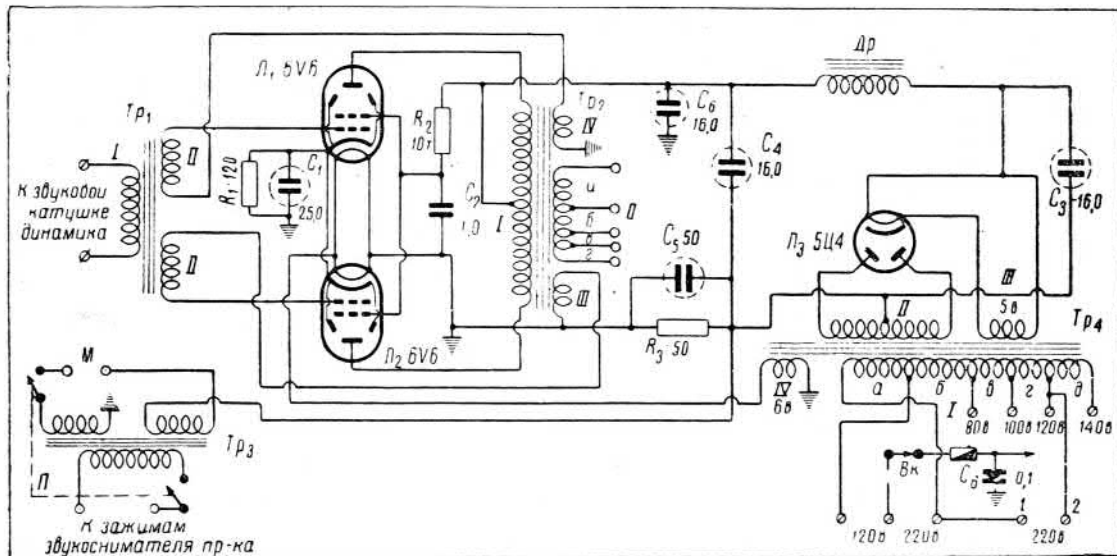 Тр₁
I
II
К звуковой
катушке
динамика
II
Л₁ 6V6
R₁ 120
C₁
25,0
R₂
10 т
C₂
1,0
Л₂ 6V6
I
Тр₂
IV
и
б
в
г
II
III
C₆
16,0
C₄
16,0
C₅ 50
R₃ 50
Др
C₃ -16,0
Л₃ 5Ц4
II
III
5в
Тр₄
IV
6в
а
б
в
г
д
I
80в
100в
120в
140в
Вк
C₆
0,1
120в
220в
1
2
220в
М
Тр₃
П
К зажимам
звукоснимателя пр-ка